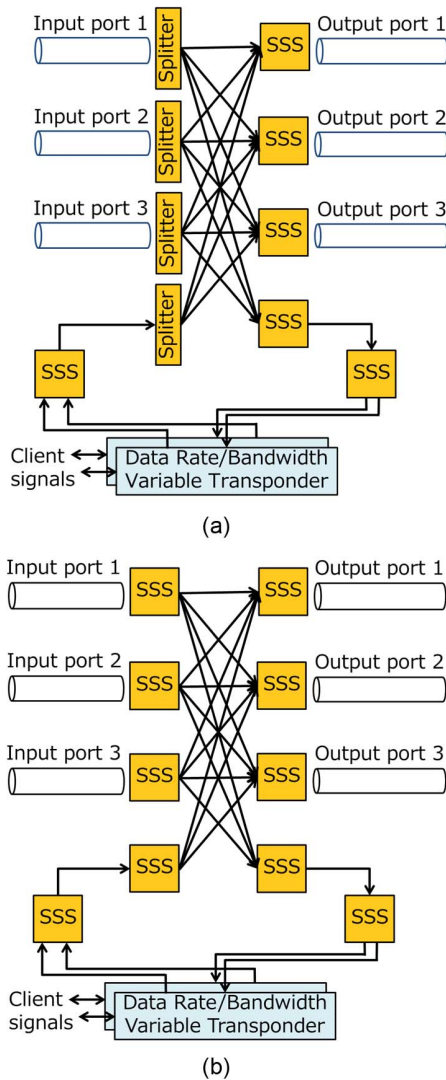 Input port 1
Splitter
SSS
Output port 1
Input port 2
Splitter
SSS
Output port 2
Input port 3
Splitter
SSS
Output port 3
Splitter
SSS
SSS
SSS
Client
signals
Data Rate/Bandwidth
Variable Transponder
(a)
Input port 1
SSS
SSS
Output port 1
Input port 2
SSS
SSS
Output port 2
Input port 3
SSS
SSS
Output port 3
SSS
SSS
SSS
SSS
Client
signals
Data Rate/Bandwidth
Variable Transponder
(b)